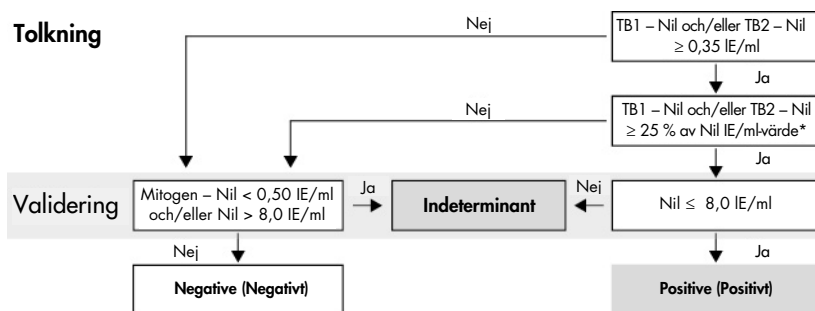 Tolkning
Nej
TB1 – Nil och/eller TB2 – Nil
≥ 0,35 IE/ml
Ja
Nej
TB1 – Nil och/eller TB2 – Nil
≥ 25 % av Nil IE/ml-värde*
Ja
Validering
Mitogen – Nil < 0,50 IE/ml
och/eller Nil > 8,0 IE/ml
Ja
Indeterminant
Nej
Nil ≤ 8,0 IE/ml
Nej
Ja
Negative (Negativt)
Positive (Positivt)